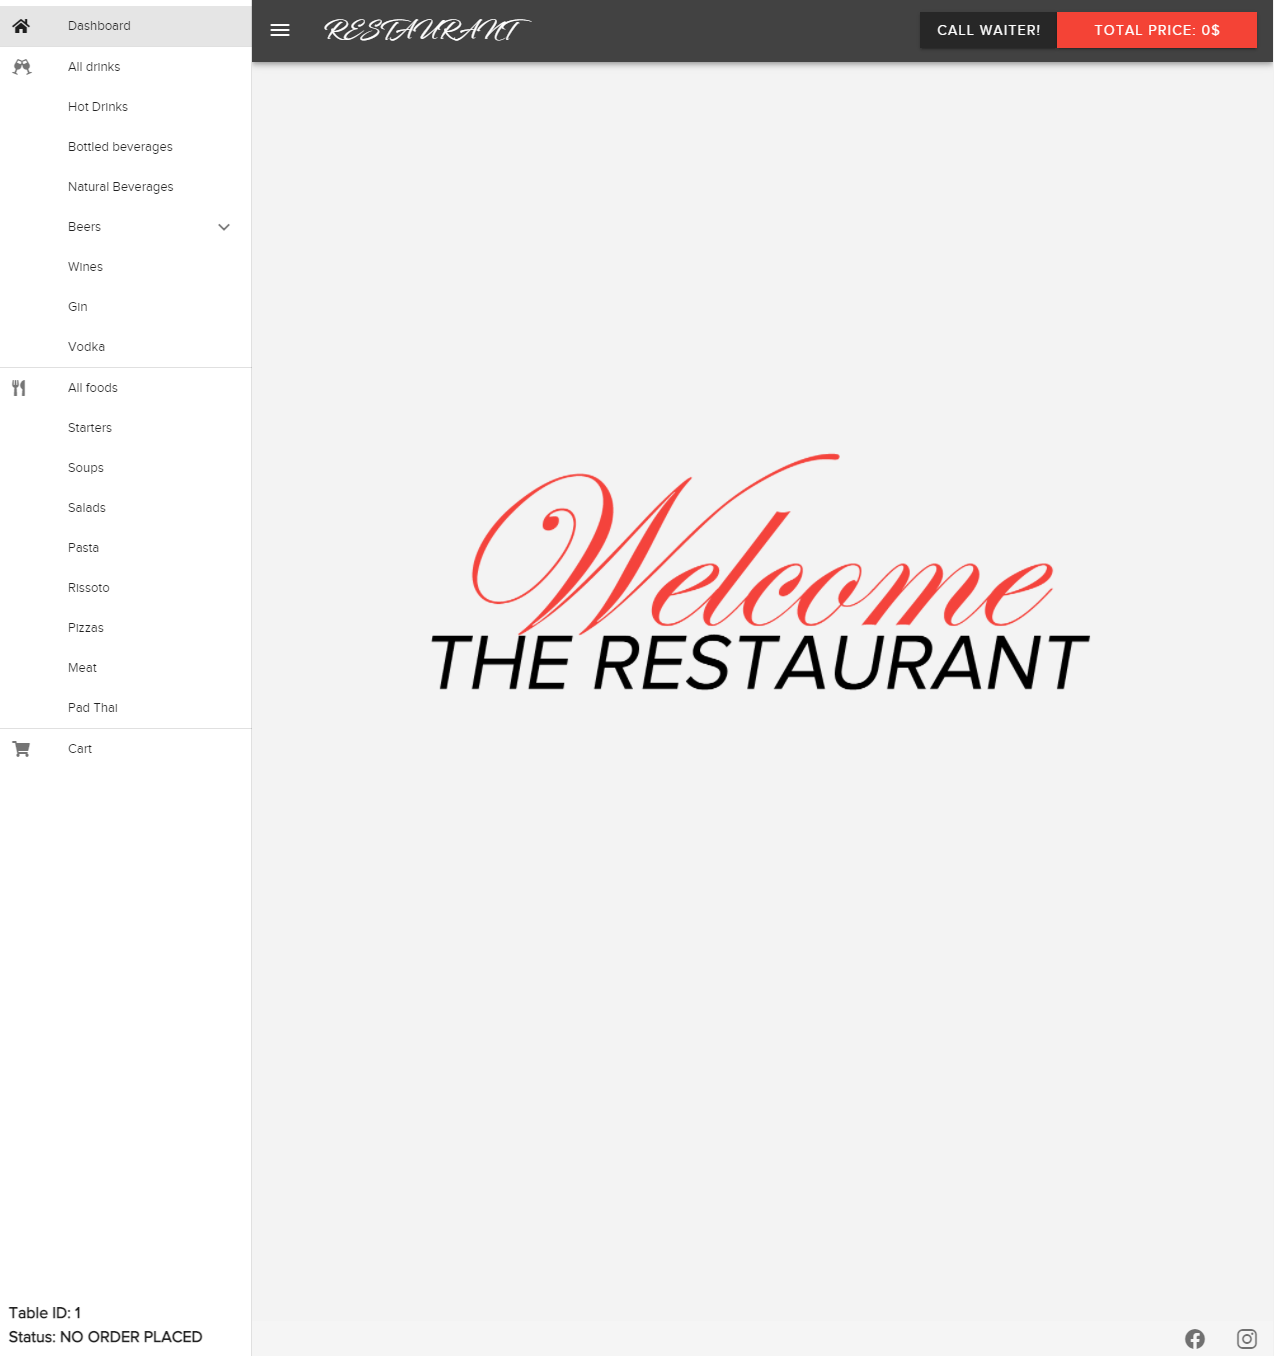 Dashboard
All drinks
Hot Drinks
Bottled beverages
Natural Beverages
Beers
Wines
Gin
Vodka
All foods
Starters
Soups
Salads
Pasta
Rissoto
Pizzas
Meat
Pad Thai
Cart
Table ID: 1
Status: NO ORDER PLACED
RESTAURANT
CALL WAITER!
TOTAL PRICE: 0$
Welcome
THE RESTAURANT